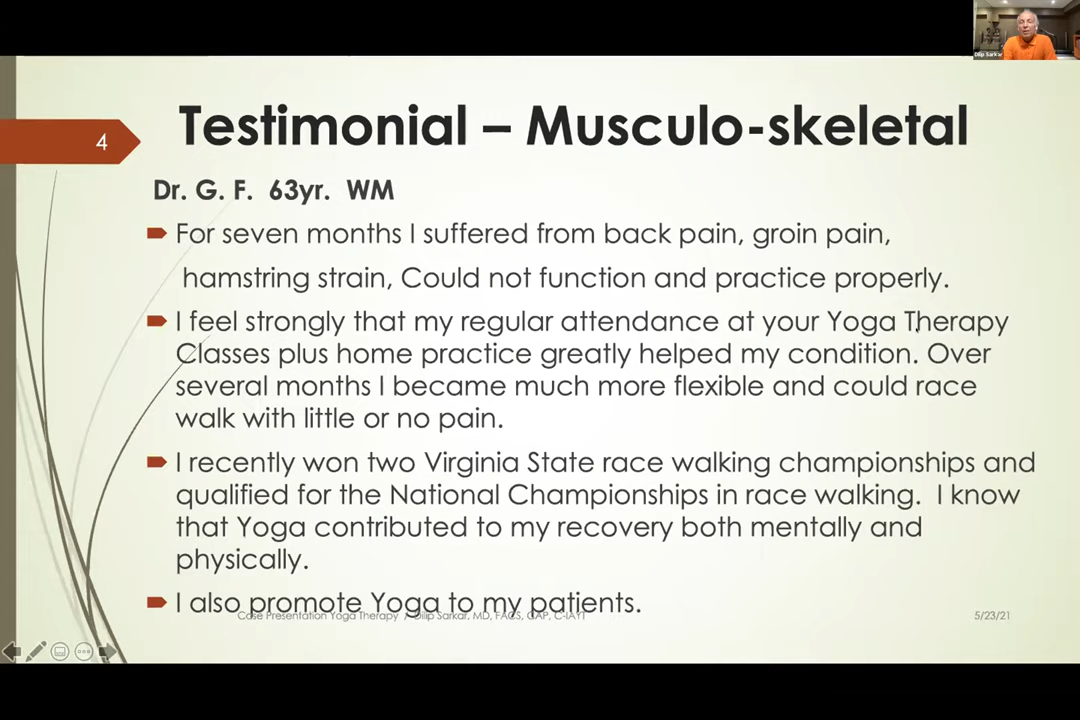 Dilip Sarkar
4
Testimonial – Musculo-skeletal
Dr. G. F. 63yr. WM
For seven months I suffered from back pain, groin pain,
hamstring strain, Could not function and practice properly.
I feel strongly that my regular attendance at your Yoga Therapy
Classes plus home practice greatly helped my condition. Over
several months I became much more flexible and could race
walk with little or no pain.
I recently won two Virginia State race walking championships and
qualified for the National Championships in race walking. I know
that Yoga contributed to my recovery both mentally and
physically.
I also promote Yoga to my patients.
Case Presentation Yoga Therapy / Dilip Sarkar, MD, FACS, CAP, C-IAYT
5/23/21